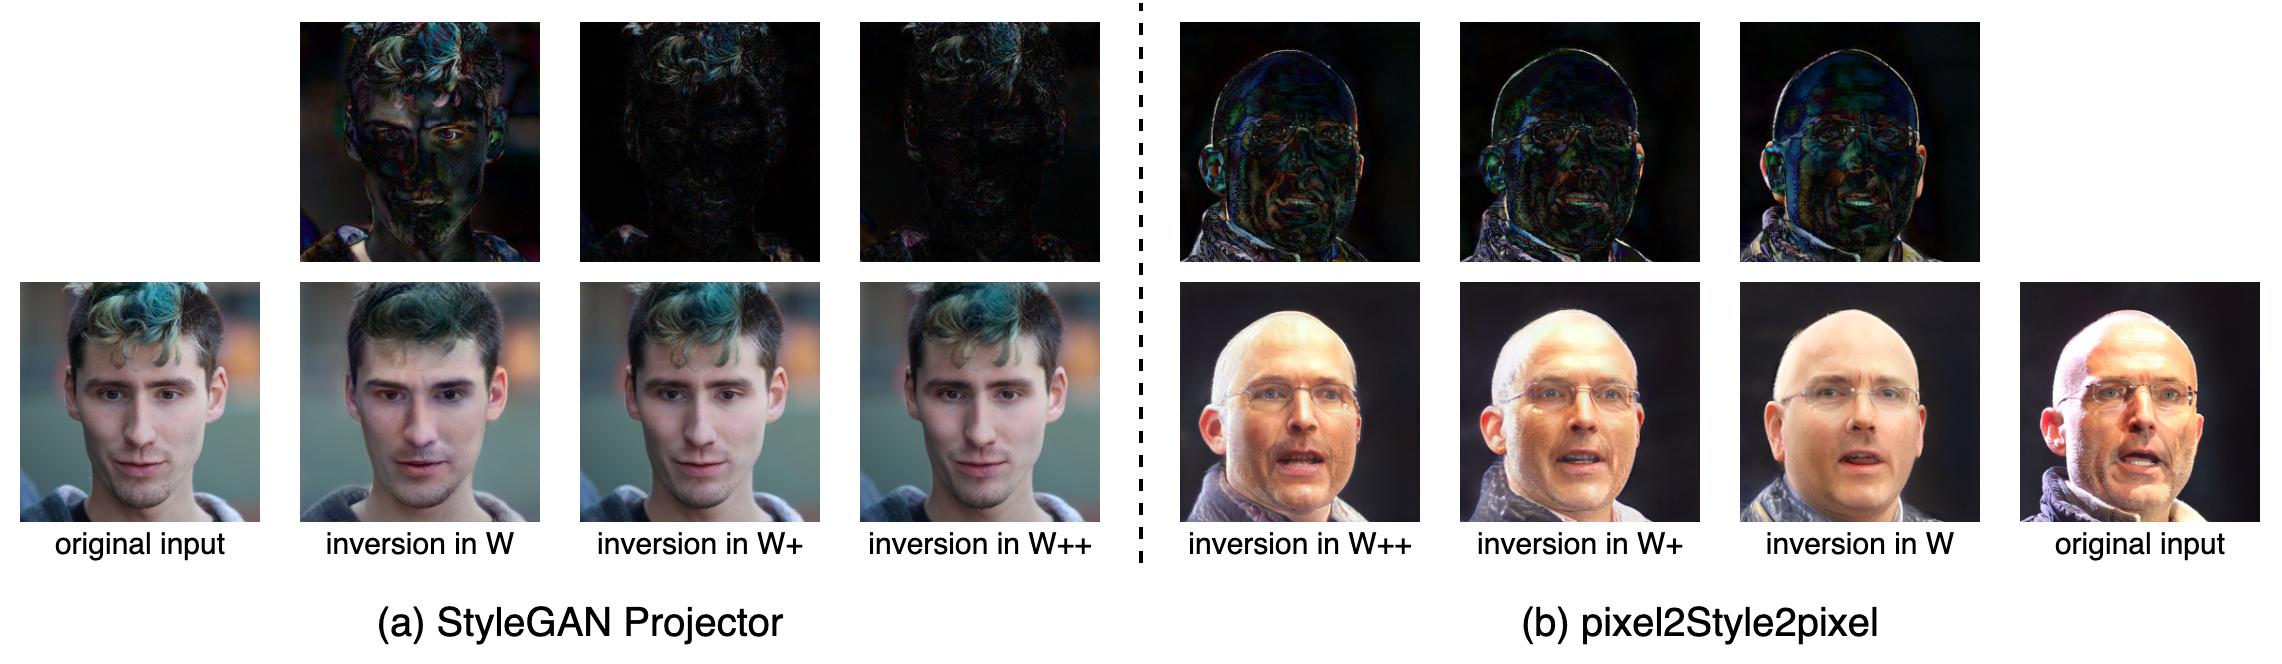 original input
inversion in W
inversion in W+
inversion in W++
inversion in W++
inversion in W+
inversion in W
original input
(a) StyleGAN Projector
(b) pixel2Style2pixel